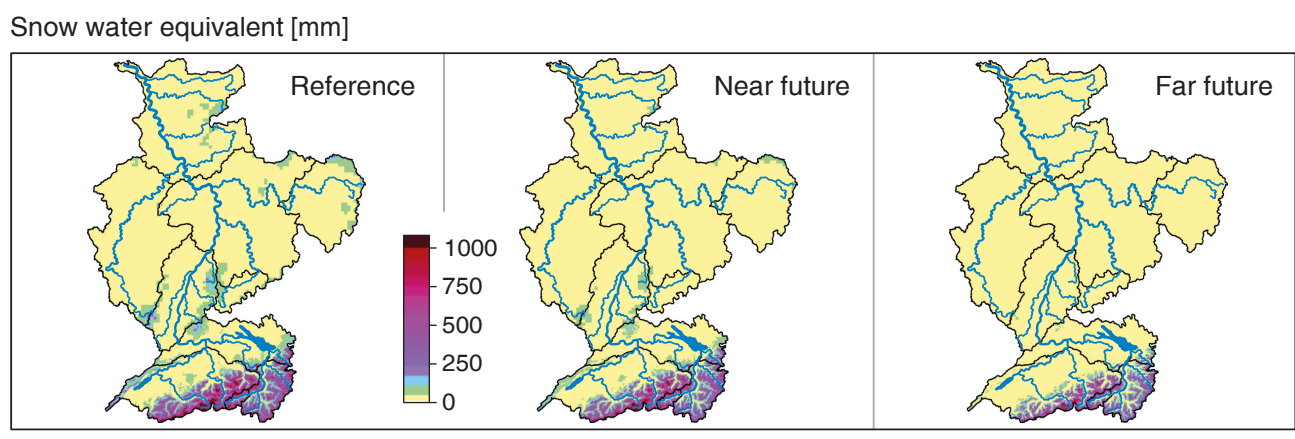 Snow water equivalent [mm]
Reference
Near future
Far future
1000
750
500
250
0